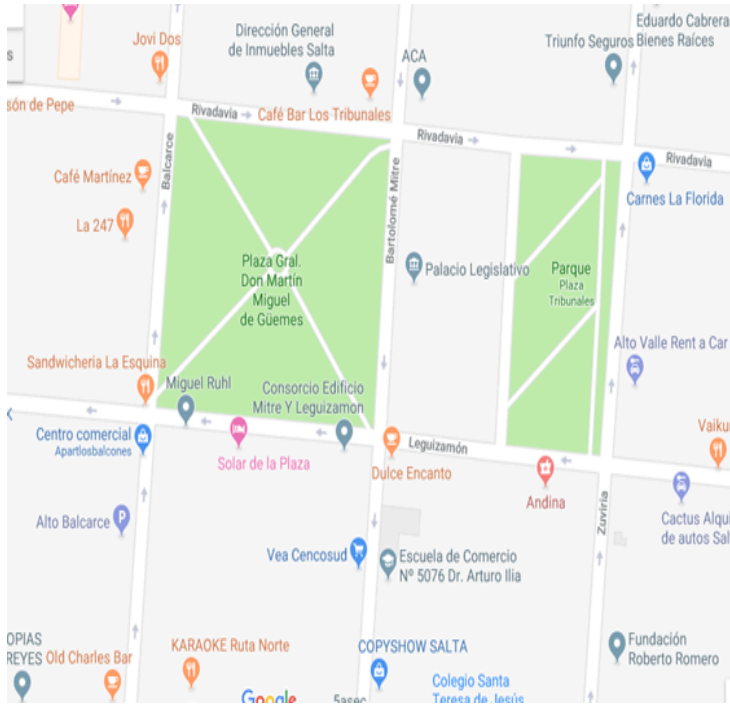 Jovi Dos
Dirección General
de Inmuebles Salta
ACA
Eduardo Cabrera
Bienes Raíces
Triunfo Seguros
s
són de Pepe
Rivadavia
Café Bar Los Tribunales
Rivadavia
Rivadavia
Balcarce
Café Martínez
La 247
Bartolomé Mitre
Carnes La Florida
Plaza Gral.
Don Martín
Miguel
de Güemes
Palacio Legislativo
Parque
Plaza
Tribunales
Alto Valle Rent a Car
Sandwicheria La Esquina
Miguel Ruhl
Consorcio Edificio
Mitre Y Leguizamon
Centro comercial
Apartlosbalcones
Solar de la Plaza
Leguizamón
Dulce Encanto
Vaiku
Andina
Alto Balcarce
Zuviría
Cactus Alqui
de autos Sal
Vea Cencosud
Escuela de Comercio
Nº 5076 Dr. Arturo Ilia
OPIAS
REYES
Old Charles Bar
KARAOKE Ruta Norte
COPYSHOW SALTA
Fundación
Roberto Romero
Colegio Santa
Teresa de Jesús
Google
5asec